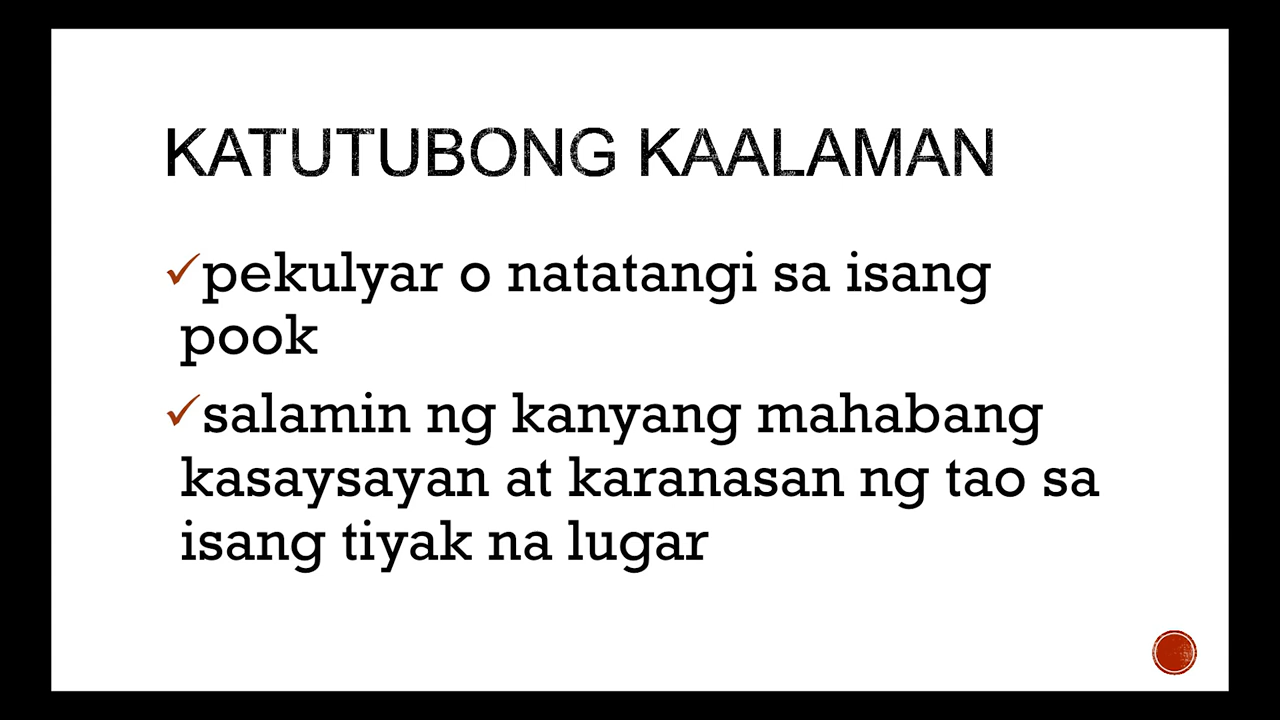 KATUTUBONG KAALAMAN
✓pekulyar o natatangi sa isang
pook
✓salamin ng kanyang mahabang
kasaysayan at karanasan ng tao sa
isang tiyak na lugar